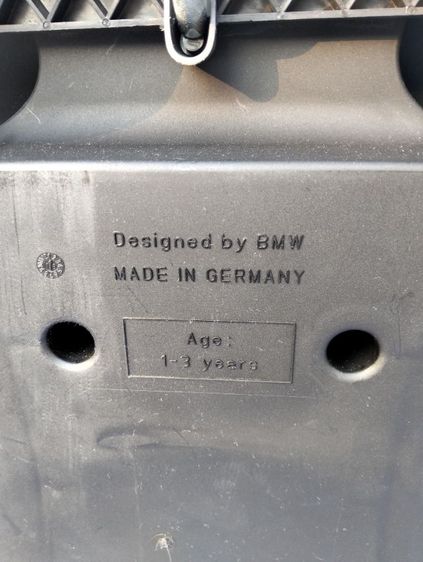 Designed by BMW
MADE IN GERMANY
Age:
1-3 years